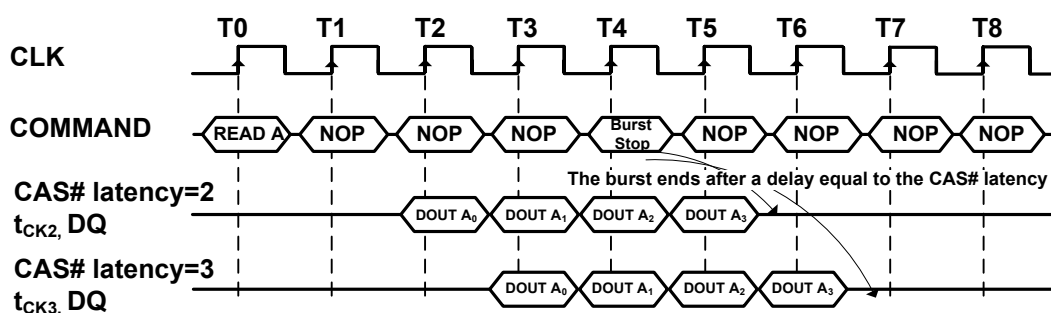 T0 T1 T2 T3 T4 T5 T6 T7 T8
CLK
COMMAND READ A NOP NOP NOP Burst Stop NOP NOP NOP NOP
The burst ends after a delay equal to the CAS# latency
CAS# latency=2
tCK2, DQ DOUT A0 DOUT A1 DOUT A2 DOUT A3
CAS# latency=3
tCK3, DQ DOUT A0 DOUT A1 DOUT A2 DOUT A3